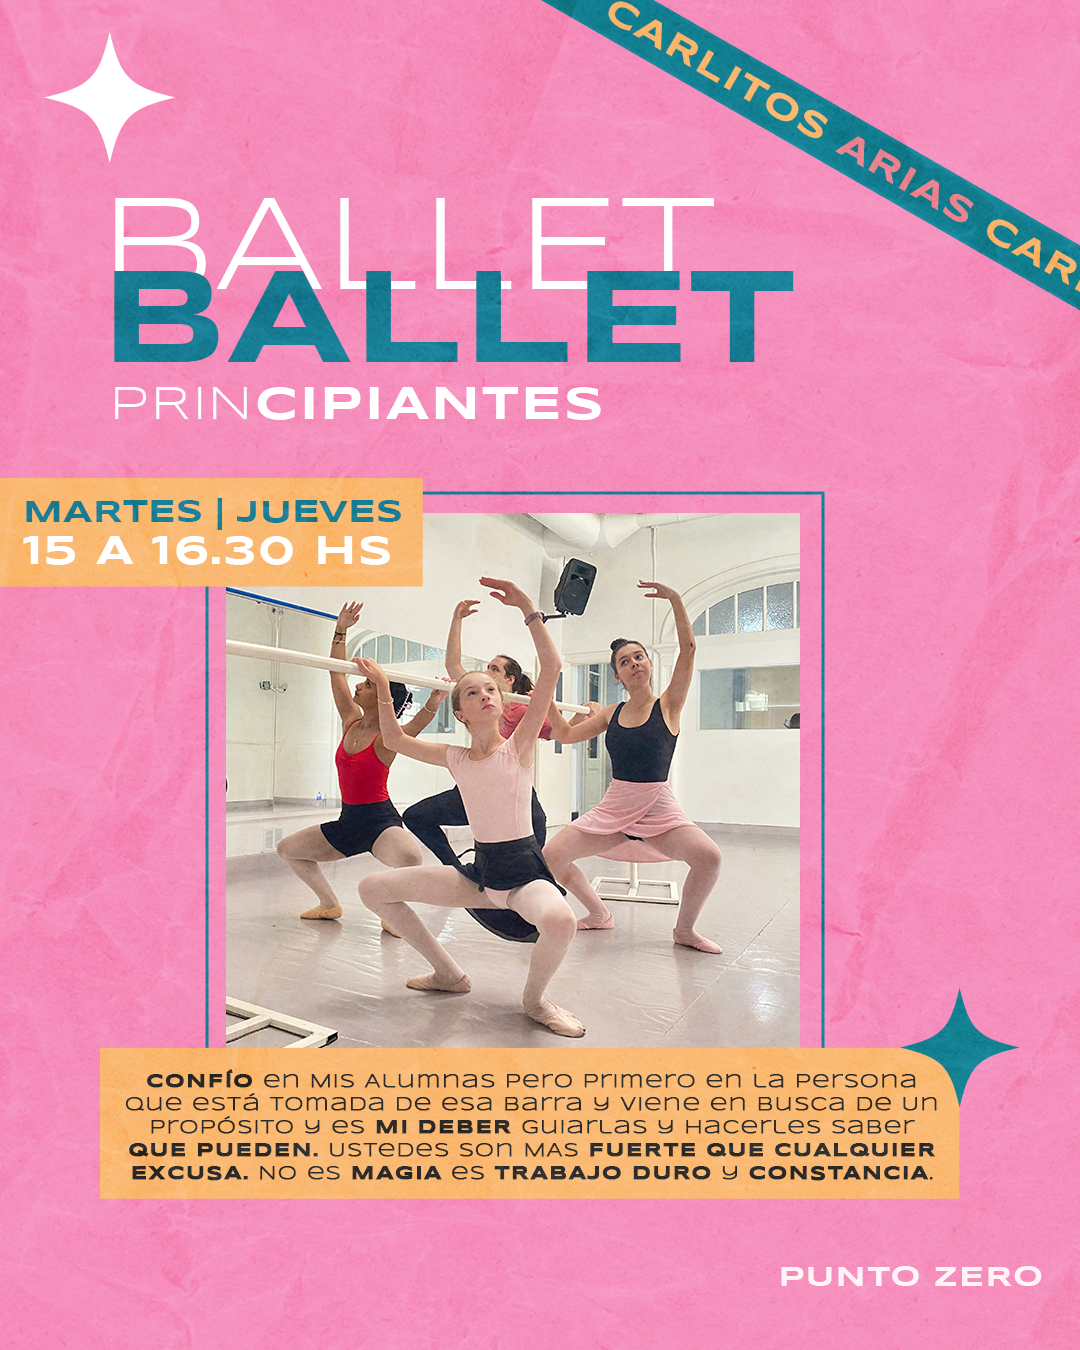 CARLITOS ARIAS CARL
BALLET
BALLET
PRINCIPIANTES
MARTES | JUEVES
15 A 16.30 HS
CONFÍO en MIS ALUMNAS PERO PRIMERO en LA PERSONA
QUE ESTÁ TOMADA DE ESA BARRA Y VIENE EN BUSCA DE UN
PROPÓSITO Y ES MI DEBER GUIARLAS Y HACERLES SABER
QUE PUEDEN. USTEDES SON MAS FUERTE QUE CUALQUIER
EXCUSA. NO ES MAGIA ES TRABAJO DURO Y CONSTANCIA.
PUNTO ZERO